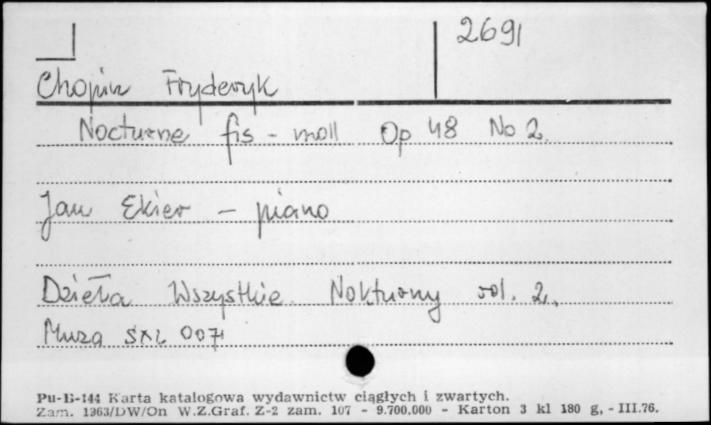 2691
Chopin Fryderyk
Nocturne fis - moll Op 48 No 2.
Jan Ekier - piano
Dzieła Wszystkie. Nokturny vol. 2.
Muza SXL 0071
Pu-B-144 Karta katalogowa wydawnictw ciągłych i zwartych.
Zam. 1363/DW/On W.Z.Graf. Z-2 zam. 107 - 9.700.000 - Karton 3 kl 180 g, - III.76.